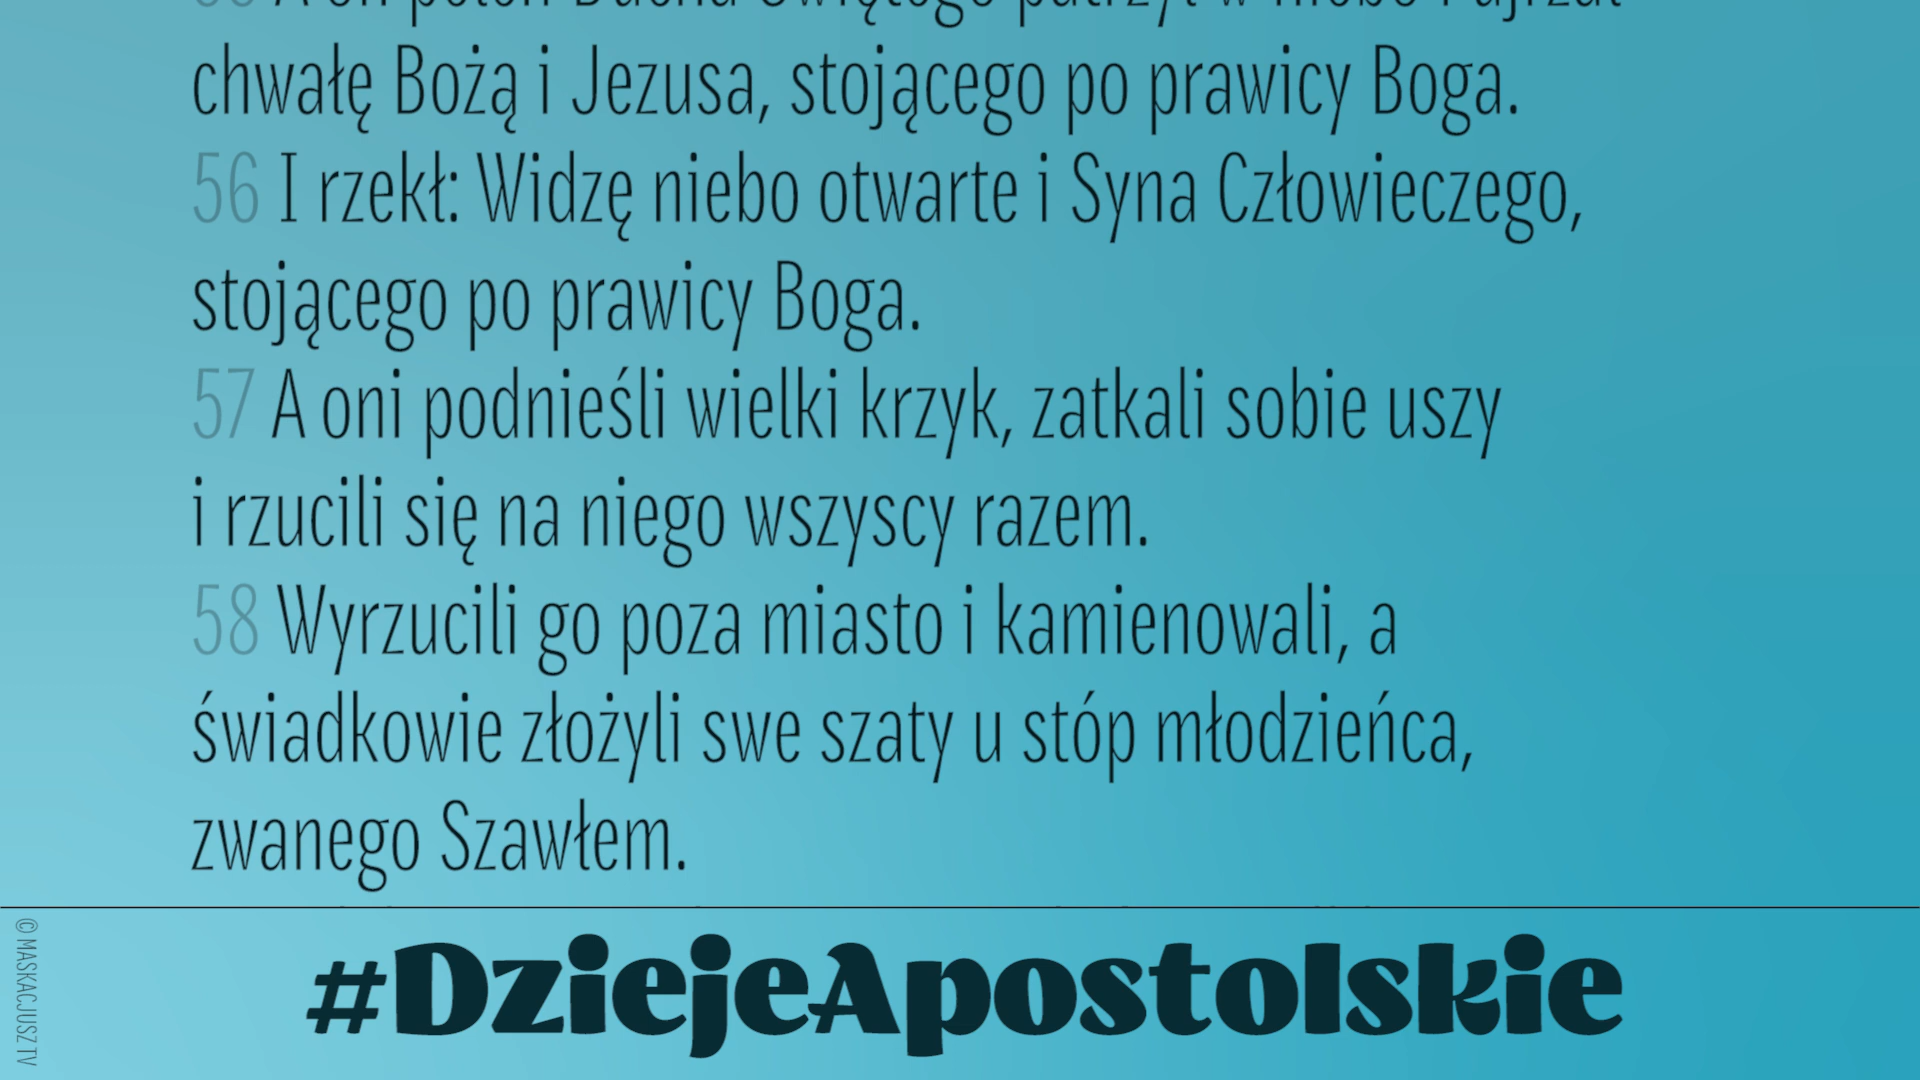 chwałę Bożą i Jezusa, stojącego po prawicy Boga.
56 I rzekł: Widzę niebo otwarte i Syna Człowieczego,
stojącego po prawicy Boga.
57 A oni podnieśli wielki krzyk, zatkali sobie uszy
i rzucili się na niego wszyscy razem.
58 Wyrzucili go poza miasto i kamienowali, a
świadkowie złożyli swe szaty u stóp młodzieńca,
zwanego Szawłem.
#DziejeApostolskie
© MASKACJUSZ TV